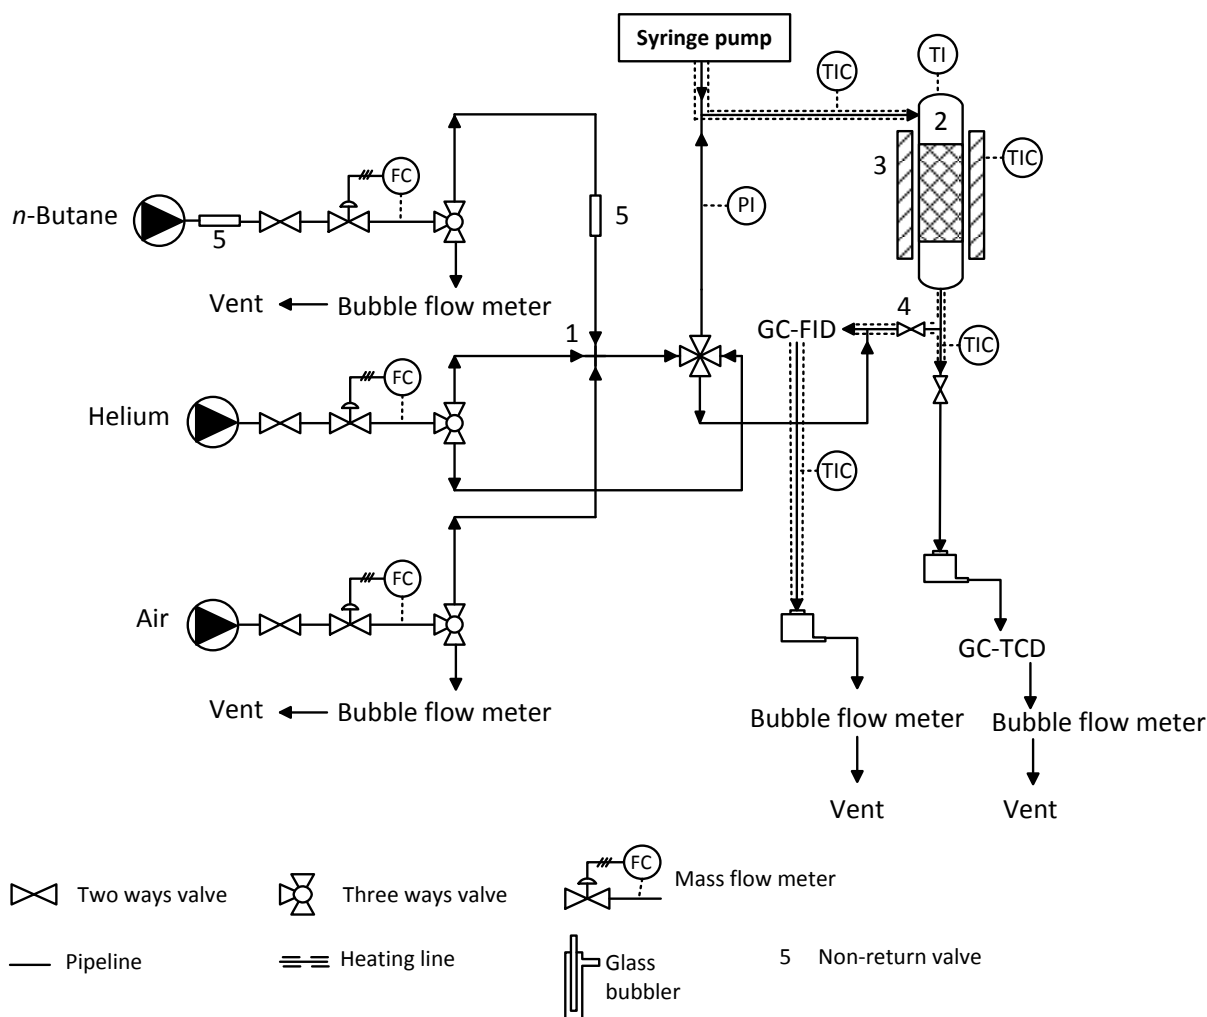 Syringe pump
TIC
TI
2
3
TIC
FC
n-Butane
5
5
PI
Vent
Bubble flow meter
4
GC-FID
1
TIC
FC
Helium
TIC
FC
Air
GC-TCD
Vent
Bubble flow meter
Bubble flow meter
Bubble flow meter
Vent
Vent
FC
Two ways valve
Three ways valve
Mass flow meter
Pipeline
Heating line
Glass
bubbler
5
Non-return valve